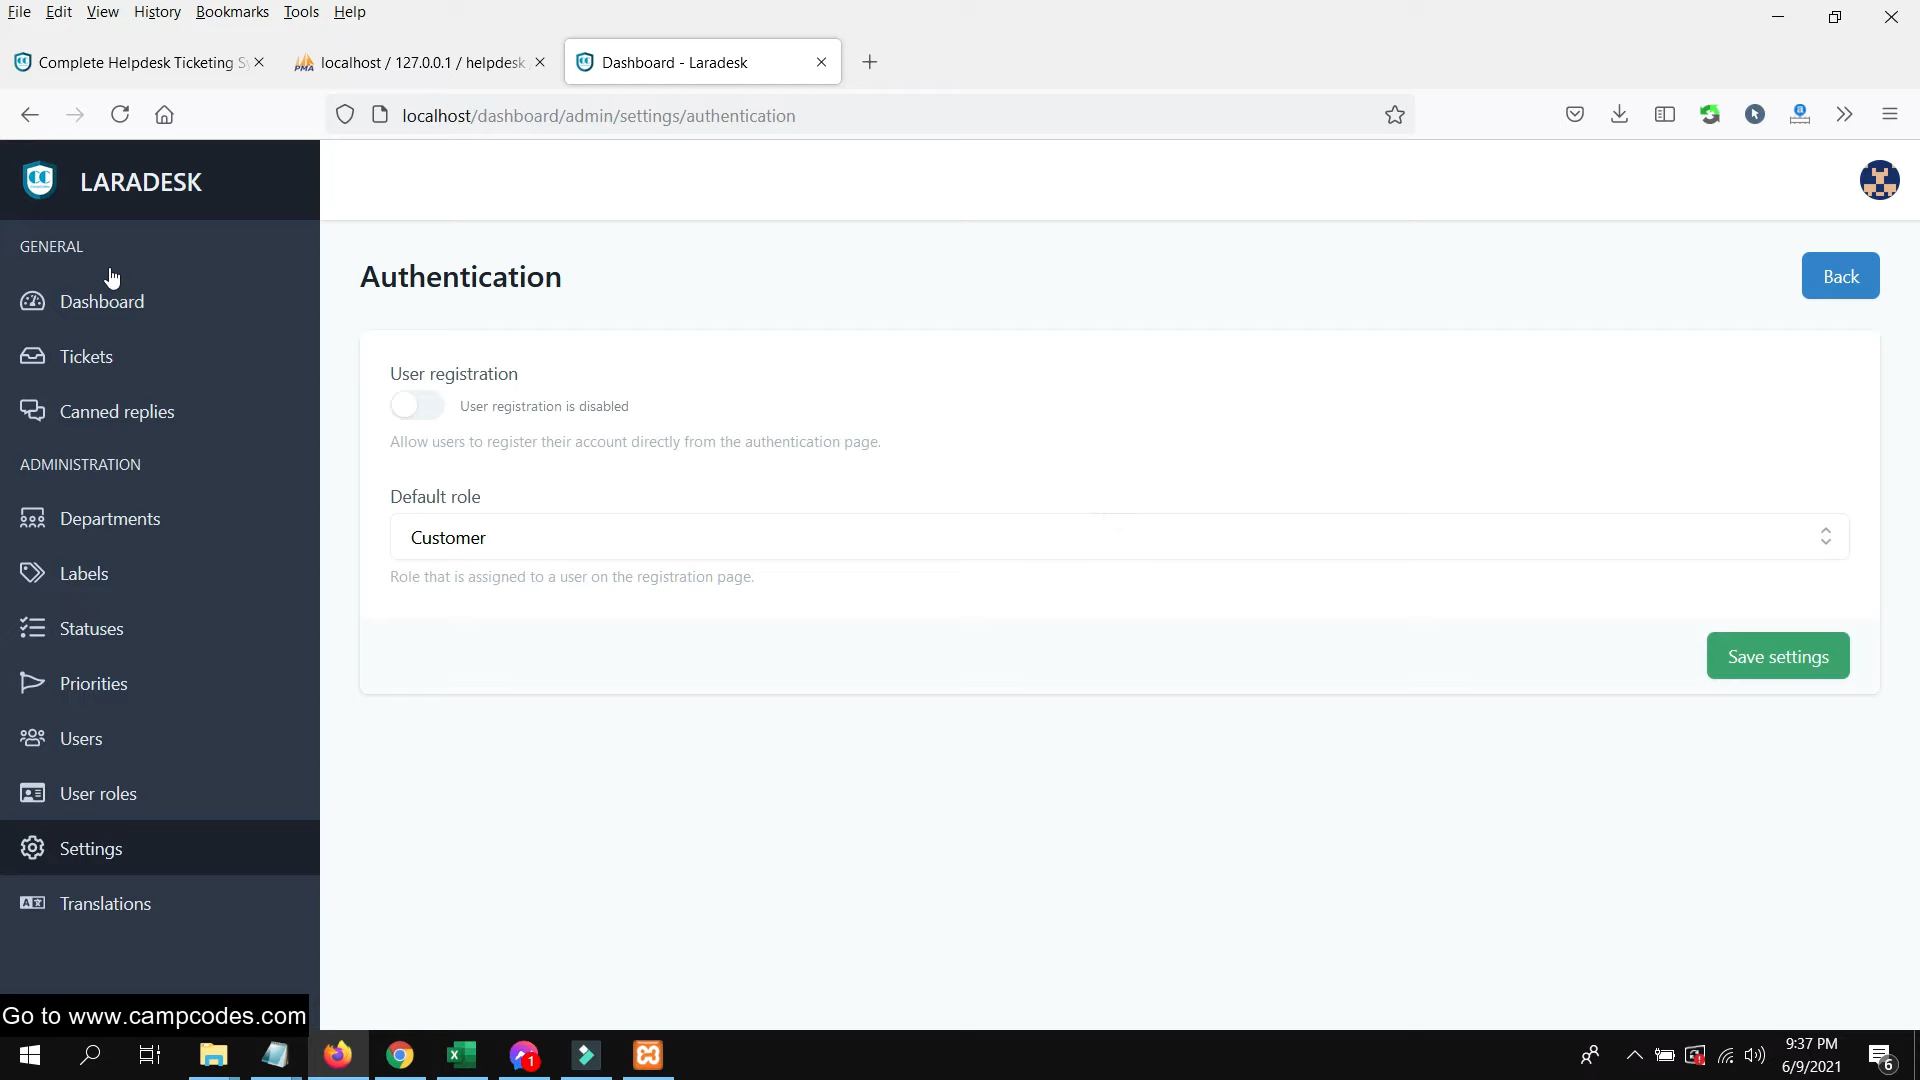 File Edit View History Bookmarks Tools Help
Complete Helpdesk Ticketing Sy
localhost / 127.0.0.1 / helpdesk
Dashboard - Laradesk
localhost/dashboard/admin/settings/authentication
LARADESK
GENERAL
Dashboard
Tickets
Canned replies
ADMINISTRATION
Departments
Labels
Statuses
Priorities
Users
User roles
Settings
Translations
Authentication
Back
User registration
User registration is disabled
Allow users to register their account directly from the authentication page.
Default role
Customer
Role that is assigned to a user on the registration page.
Save settings
Go to www.campcodes.com
1
9:37 PM
6/9/2021
6